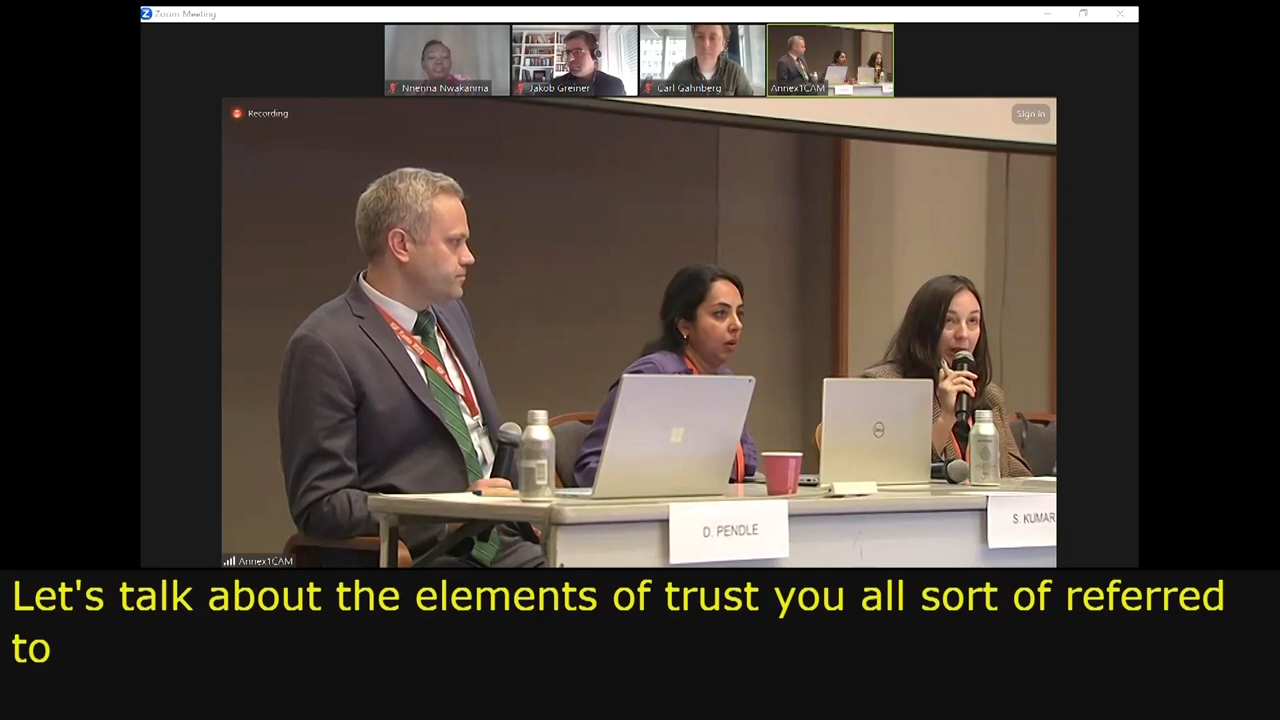 Zoom Meeting
Nnenna Nwakanma
Jakob Greiner
Carl Gahnberg
Annex1CAM
Recording
Sign in
D. PENDLE
S. KUMAR
DELL
Annex1CAM
Let's talk about the elements of trust you all sort of referred
to